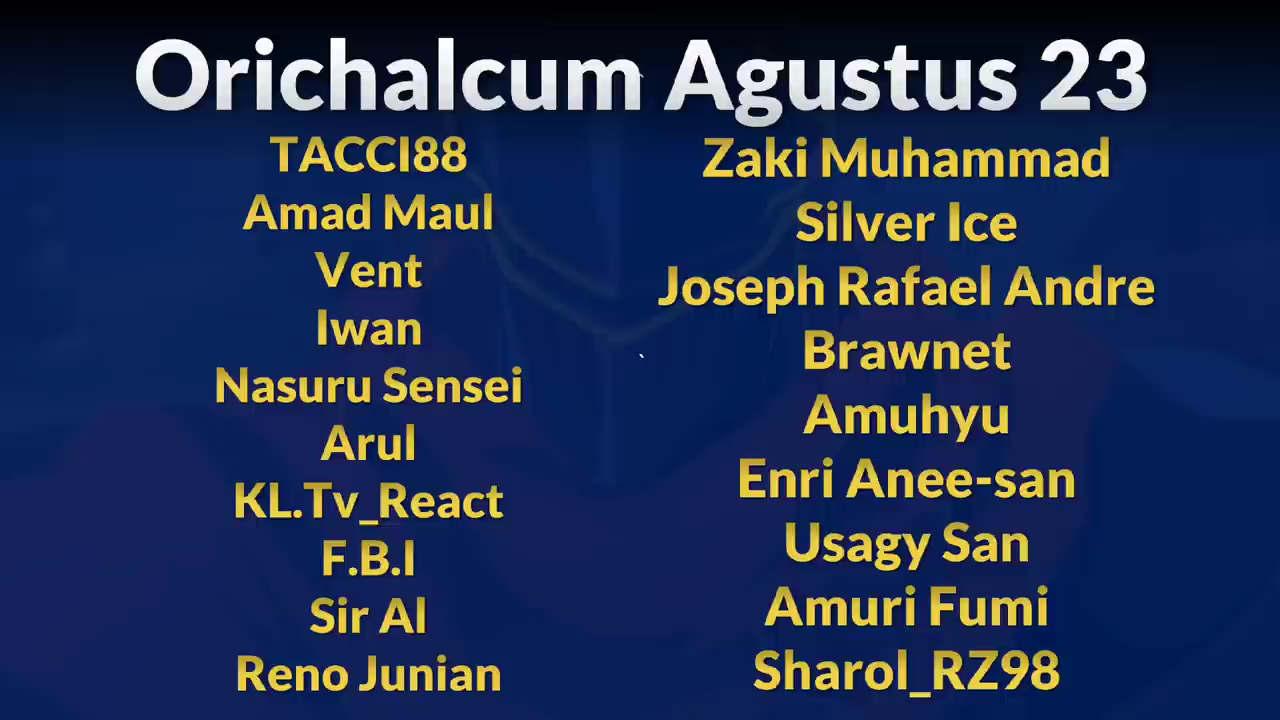 Orichalcum Agustus 23
TACCI88
Amad Maul
Vent
Iwan
Nasuru Sensei
Arul
KL.Tv_React
F.B.I
Sir Al
Reno Junian
Zaki Muhammad
Silver Ice
Joseph Rafael Andre
Brawnet
Amuhyu
Enri Anee-san
Usagy San
Amuri Fumi
Sharol_RZ98